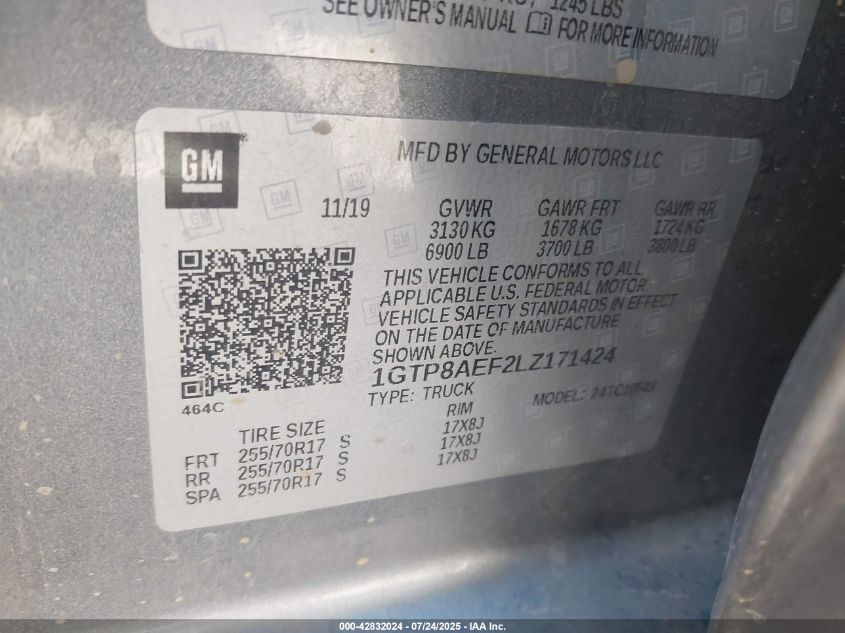 1245 LBS
SEE OWNER'S MANUAL FOR MORE INFORMATION
GM
MFD BY GENERAL MOTORS LLC
11/19 GVWR GAWR FRT GAWR RR
3130 KG 1678 KG 1724 KG
6900 LB 3700 LB 3800 LB
THIS VEHICLE CONFORMS TO ALL
APPLICABLE U.S. FEDERAL MOTOR
VEHICLE SAFETY STANDARDS IN EFFECT
ON THE DATE OF MANUFACTURE
SHOWN ABOVE.
1GTP8AEF2LZ171424
TYPE: TRUCK MODEL:
464C
TIRE SIZE RIM
FRT 255/70R17 S 17X8J
RR 255/70R17 S 17X8J
SPA 255/70R17 S 17X8J
000-42832024 - 07/24/2025 - IAA Inc.